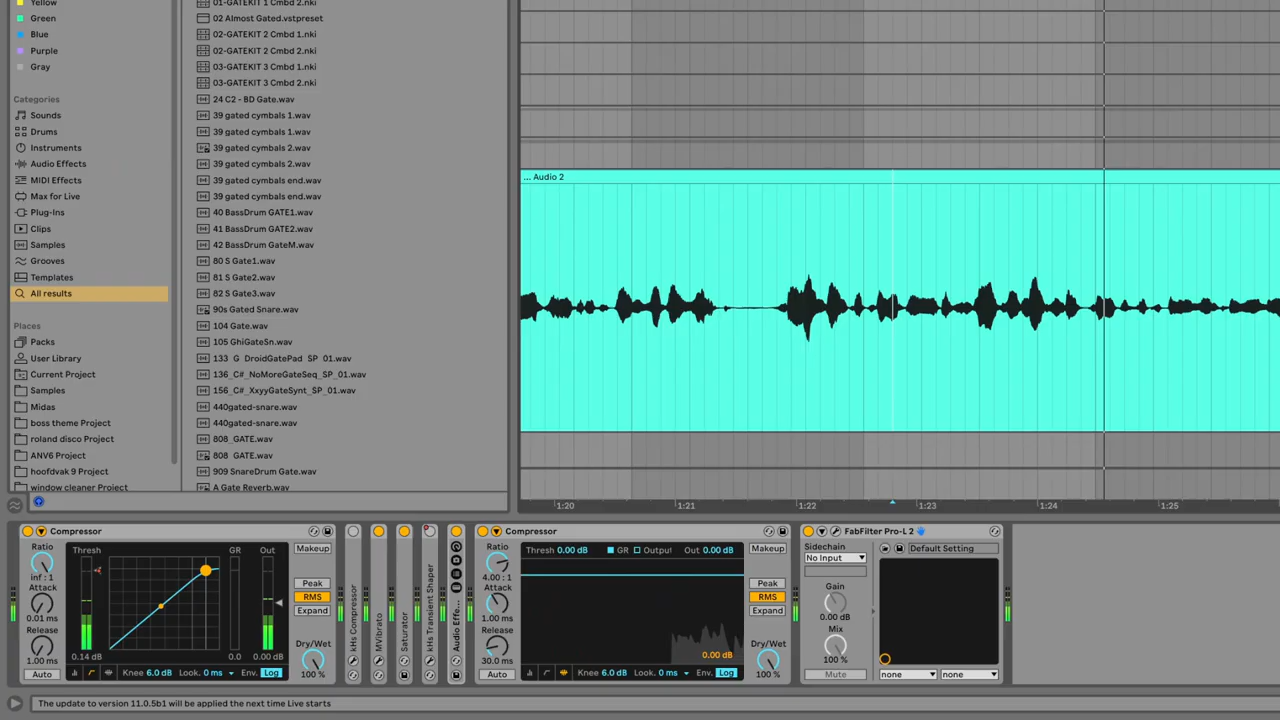 Yellow
Green
Blue
Purple
Gray
Categories
Sounds
Drums
Instruments
Audio Effects
MIDI Effects
Max for Live
Plug-Ins
Clips
Samples
Grooves
Templates
All results
Places
Packs
User Library
Current Project
Samples
Midas
boss theme Project
roland disco Project
ANV6 Project
hoofdvak 9 Project
window cleaner Project
01-GATEKIT 1 Cmbd 2.nki
02 Almost Gated.vstpreset
02-GATEKIT 2 Cmbd 1.nki
02-GATEKIT 2 Cmbd 2.nki
03-GATEKIT 3 Cmbd 1.nki
03-GATEKIT 3 Cmbd 2.nki
24 C2 - BD Gate.wav
39 gated cymbals 1.wav
39 gated cymbals 1.wav
39 gated cymbals 2.wav
39 gated cymbals 2.wav
39 gated cymbals end.wav
39 gated cymbals end.wav
40 BassDrum GATE1.wav
41 BassDrum GATE2.wav
42 BassDrum GateM.wav
80 S Gate1.wav
81 S Gate2.wav
82 S Gate3.wav
90s Gated Snare.wav
104 Gate.wav
105 GhiGateSn.wav
133_G_DroidGatePad_SP_01.wav
136_C#_NoMoreGateSeq_SP_01.wav
156_C#_XxyyGateSynt_SP_01.wav
440gated-snare.wav
440gated-snare.wav
808_GATE.wav
808_GATE.wav
909 SnareDrum Gate.wav
A Gate Reverb.wav
... Audio 2
1:20 1:21 1:22 1:23 1:24 1:25
Compressor
Ratio
inf : 1
Attack
0.01 ms
Release
1.00 ms
Auto
Thresh
GR
Out
0.14 dB
0.0
0.00 dB
Knee 6.0 dB Look. 0 ms Env. Log
Makeup
Peak
RMS
Expand
Dry/Wet
100 %
kHs Compressor
MVibrato
Saturator
kHs Transient Shaper
Audio Effe...
Compressor
Ratio
4.00 : 1
Attack
1.00 ms
Release
30.0 ms
Auto
Thresh 0.00 dB GR Output Out 0.00 dB
0.00 dB
Knee 6.0 dB Look. 0 ms Env. Log
Makeup
Peak
RMS
Expand
Dry/Wet
100 %
FabFilter Pro-L 2
Sidechain
No Input
Gain
0.00 dB
Mix
100 %
Mute
Default Setting
none none
The update to version 11.0.5b1 will be applied the next time Live starts